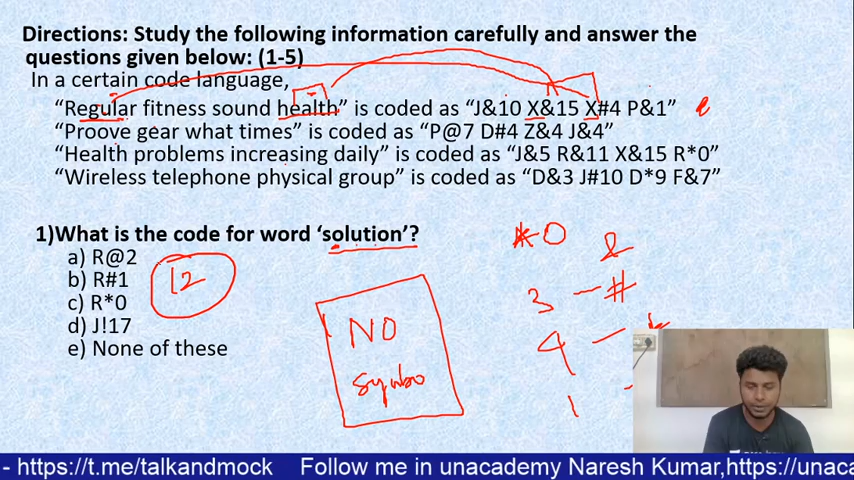 Directions: Study the following information carefully and answer the
questions given below: (1-5)
In a certain code language,
“Regular fitness sound health” is coded as “J&10 X&15 X#4 P&1”
“Proove gear what times” is coded as “P@7 D#4 Z&4 J&4”
“Health problems increasing daily” is coded as “J&5 R&11 X&15 R*0”
“Wireless telephone physical group” is coded as “D&3 J#10 D*9 F&7”
1)What is the code for word ‘solution’?
a) R@2
b) R#1
c) R*0
d) J!17
e) None of these
12
NO
* 0
&
3 - #
4 -
1
- https://t.me/talkandmock Follow me in unacademy Naresh Kumar,https://unaca